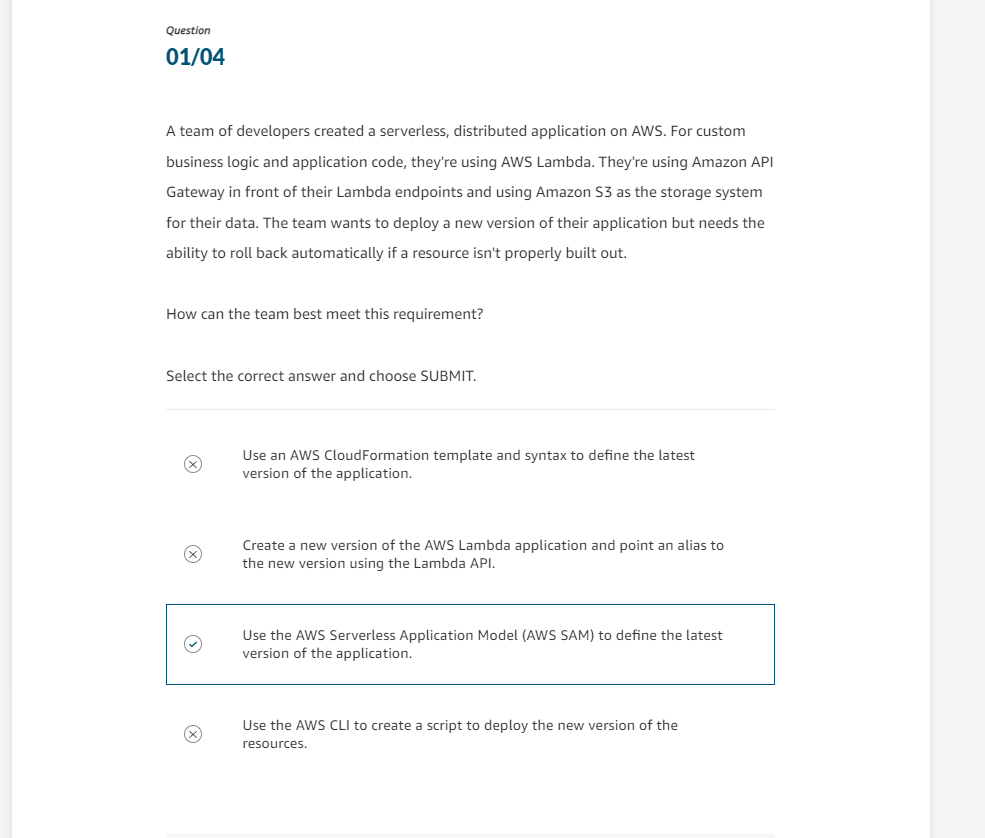 Question
01/04
A team of developers created a serverless, distributed application on AWS. For custom
business logic and application code, they're using AWS Lambda. They're using Amazon API
Gateway in front of their Lambda endpoints and using Amazon S3 as the storage system
for their data. The team wants to deploy a new version of their application but needs the
ability to roll back automatically if a resource isn't properly built out.
How can the team best meet this requirement?
Select the correct answer and choose SUBMIT.
Use an AWS CloudFormation template and syntax to define the latest
version of the application.
Create a new version of the AWS Lambda application and point an alias to
the new version using the Lambda API.
Use the AWS Serverless Application Model (AWS SAM) to define the latest
version of the application.
Use the AWS CLI to create a script to deploy the new version of the
resources.